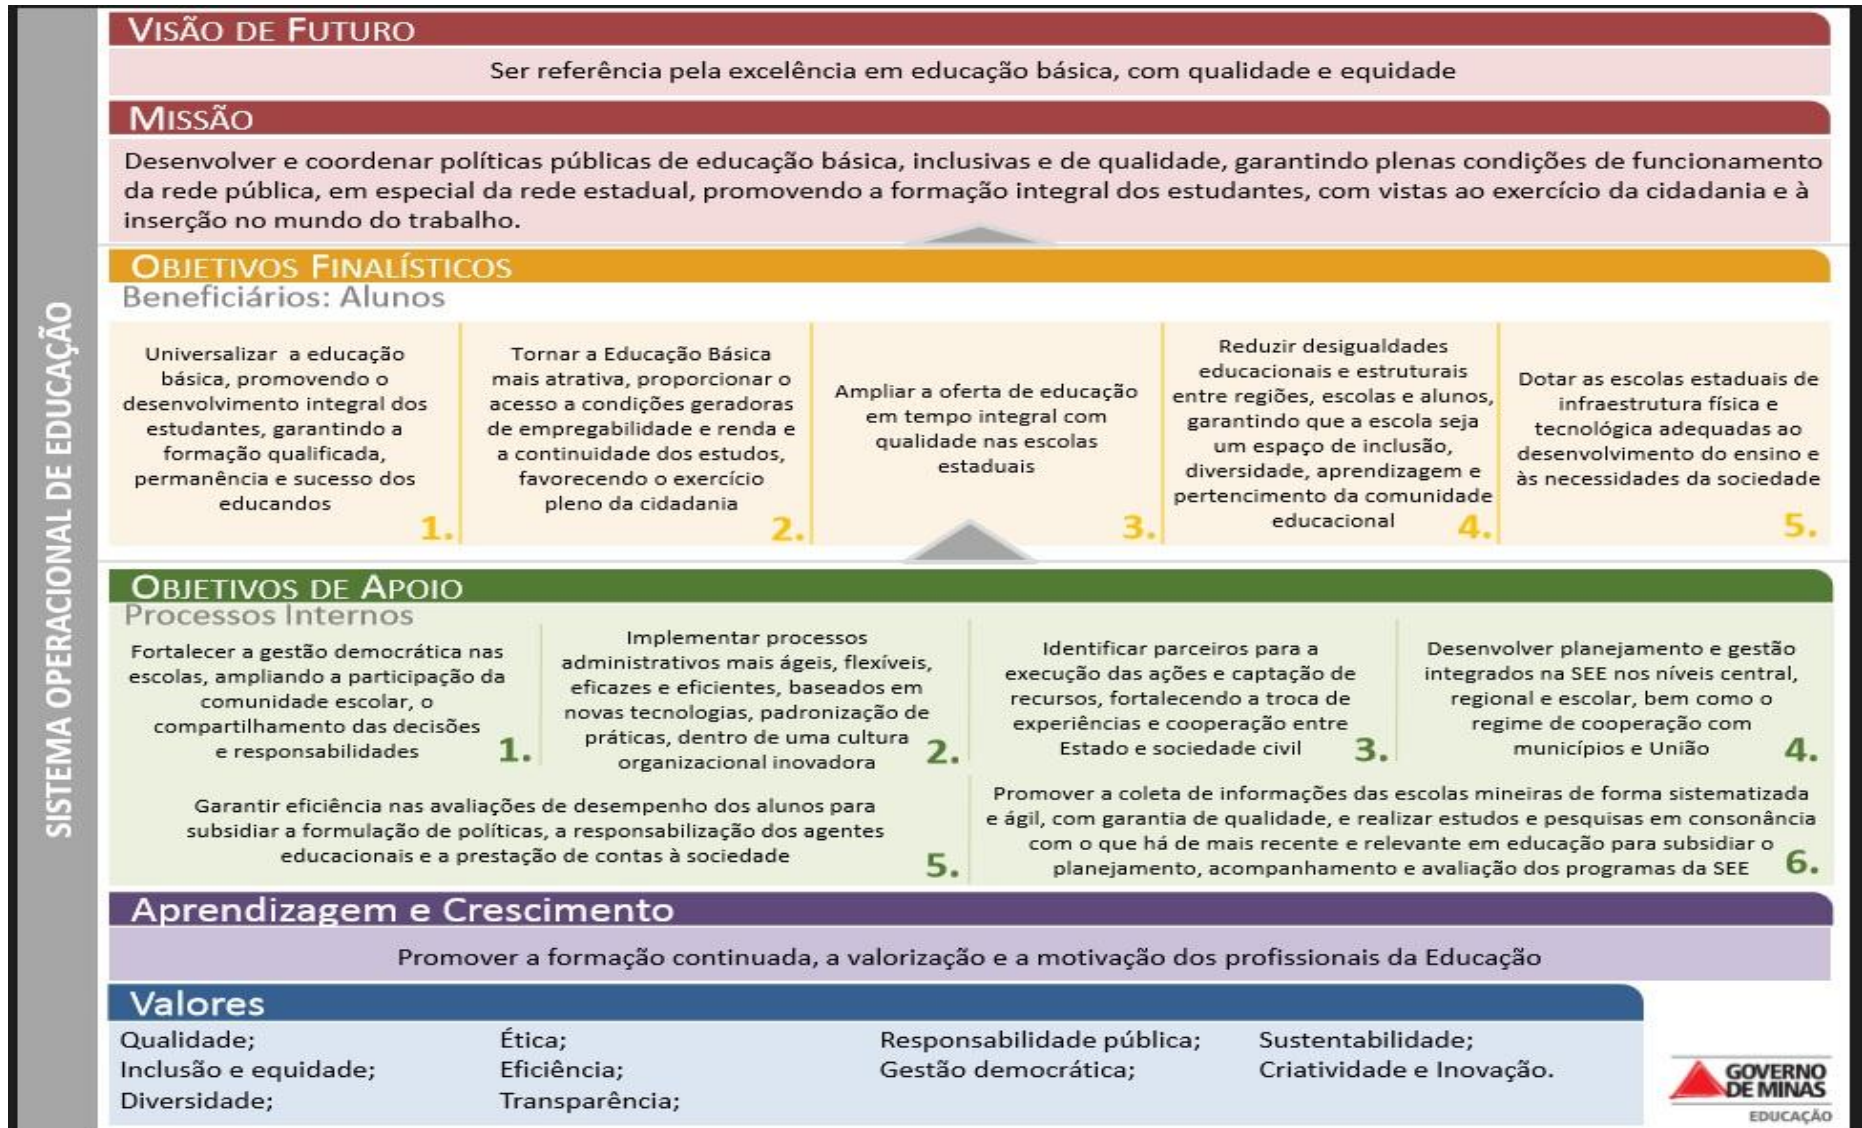 SISTEMA OPERACIONAL DE EDUCAÇÃO
VISÃO DE FUTURO
Ser referência pela excelência em educação básica, com qualidade e equidade
MISSÃO
Desenvolver e coordenar políticas públicas de educação básica, inclusivas e de qualidade, garantindo plenas condições de funcionamento
da rede pública, em especial da rede estadual, promovendo a formação integral dos estudantes, com vistas ao exercício da cidadania e à
inserção no mundo do trabalho.
OBJETIVOS FINALÍSTICOS
Beneficiários: Alunos
Universalizar a educação
básica, promovendo o
desenvolvimento integral dos
estudantes, garantindo a
formação qualificada,
permanência e sucesso dos
educandos
1.
Tornar a Educação Básica
mais atrativa, proporcionar o
acesso a condições geradoras
de empregabilidade e renda e
a continuidade dos estudos,
favorecendo o exercício
pleno da cidadania
2.
Ampliar a oferta de educação
em tempo integral com
qualidade nas escolas
estaduais
3.
Reduzir desigualdades
educacionais e estruturais
entre regiões, escolas e alunos,
garantindo que a escola seja
um espaço de inclusão,
diversidade, aprendizagem e
pertencimento da comunidade
educacional
4.
Dotar as escolas estaduais de
infraestrutura física e
tecnológica adequadas ao
desenvolvimento do ensino e
às necessidades da sociedade
5.
OBJETIVOS DE APOIO
Processos Internos
Fortalecer a gestão democrática nas
escolas, ampliando a participação da
comunidade escolar, o
compartilhamento das decisões
e responsabilidades
1.
Implementar processos
administrativos mais ágeis, flexíveis,
eficazes e eficientes, baseados em
novas tecnologias, padronização de
práticas, dentro de uma cultura
organizacional inovadora
2.
Identificar parceiros para a
execução das ações e captação de
recursos, fortalecendo a troca de
experiências e cooperação entre
Estado e sociedade civil
3.
Desenvolver planejamento e gestão
integrados na SEE nos níveis central,
regional e escolar, bem como o
regime de cooperação com
municípios e União
4.
Garantir eficiência nas avaliações de desempenho dos alunos para
subsidiar a formulação de políticas, a responsabilização dos agentes
educacionais e a prestação de contas à sociedade
5.
Promover a coleta de informações das escolas mineiras de forma sistematizada
e ágil, com garantia de qualidade, e realizar estudos e pesquisas em consonância
com o que há de mais recente e relevante em educação para subsidiar o
planejamento, acompanhamento e avaliação dos programas da SEE
6.
Aprendizagem e Crescimento
Promover a formação continuada, a valorização e a motivação dos profissionais da Educação
Valores
Qualidade;
Inclusão e equidade;
Diversidade;
Ética;
Eficiência;
Transparência;
Responsabilidade pública;
Gestão democrática;
Sustentabilidade;
Criatividade e Inovação.
GOVERNO
DE MINAS
EDUCAÇÃO